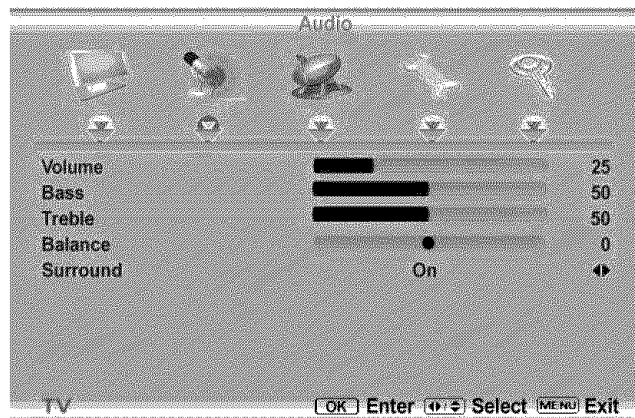 Audio
Volume 25
Bass 50
Treble 50
Balance 0
Surround On
TV OK Enter Select MENU Exit